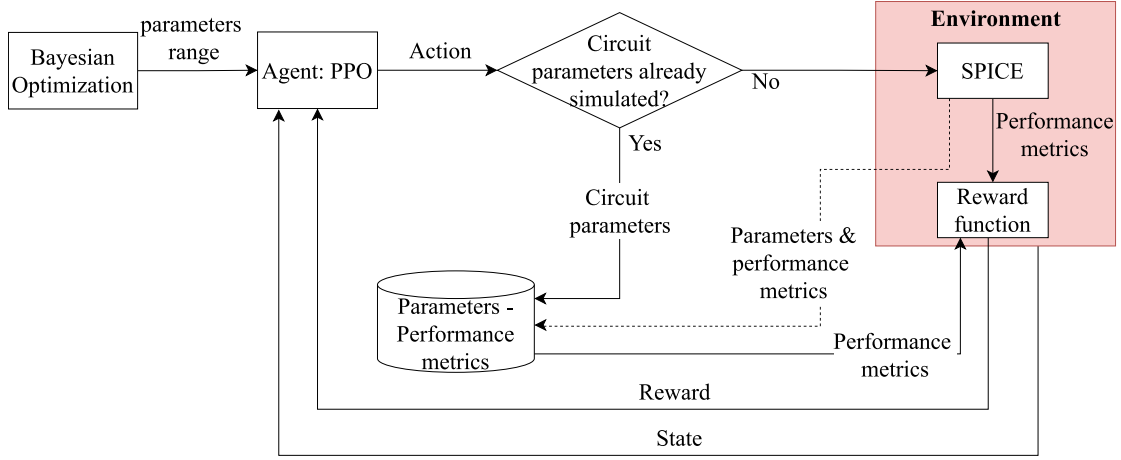 Environment
parameters
range
Bayesian
Optimization
Agent: PPO
Action
Circuit
parameters already
simulated?
No
SPICE
Performance
metrics
Yes
Circuit
parameters
Reward
function
Parameters &
performance
metrics
Parameters -
Performance
metrics
Performance
metrics
Reward
State